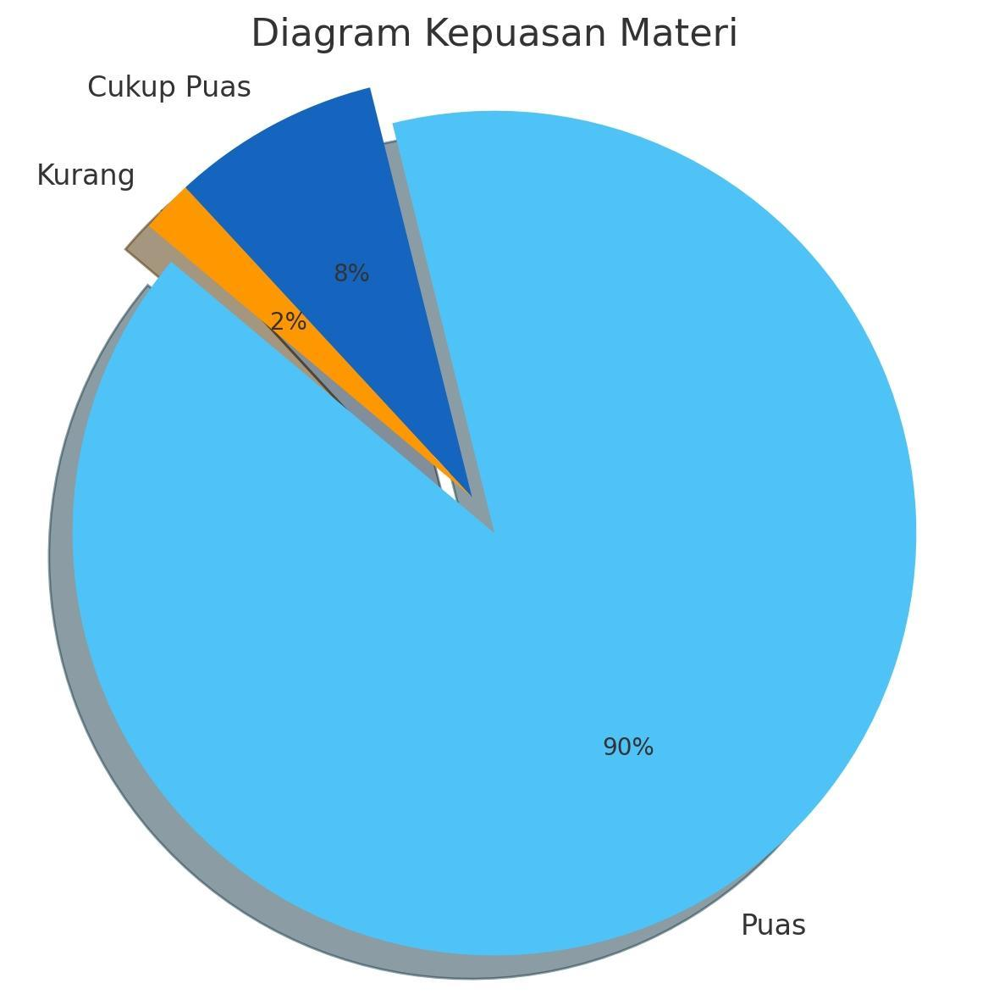 Diagram Kepuasan Materi
Cukup Puas
Kurang
8%
2%
90%
Puas